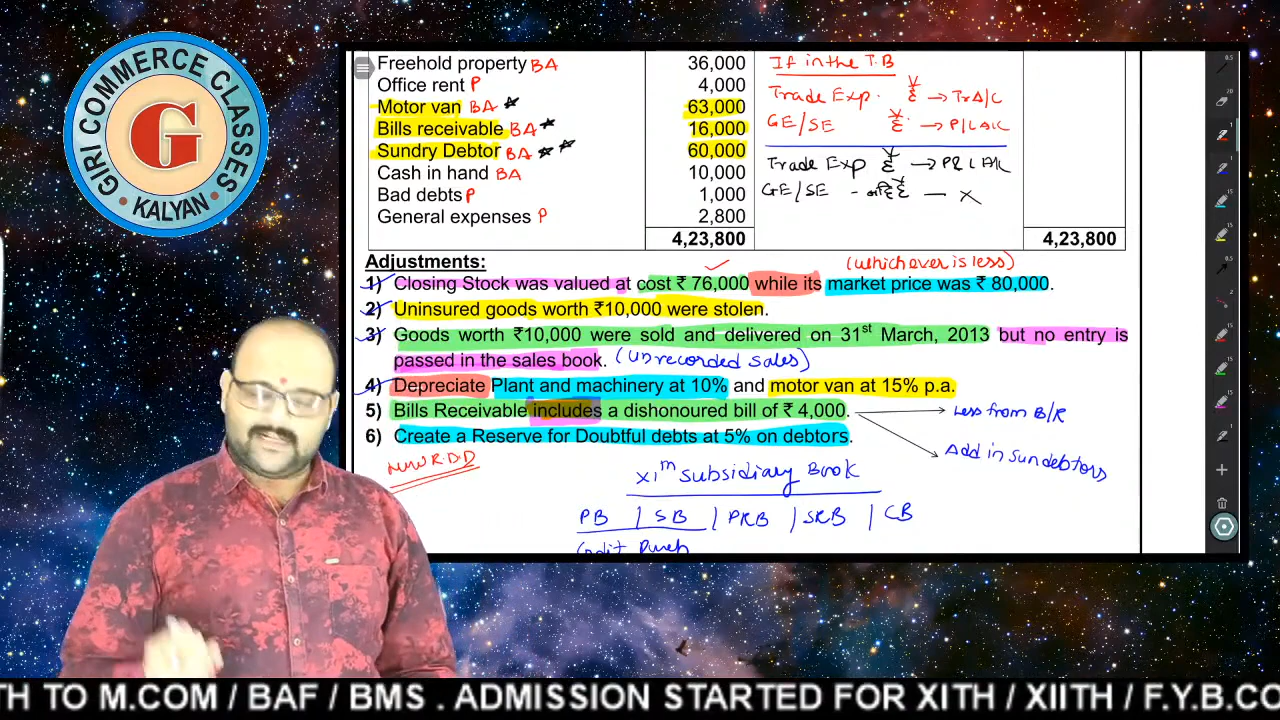 GIRI COMMERCE CLASSES
G
• KALYAN •
Freehold property BA 36,000
Office rent P 4,000
Motor van BA 63,000
Bills receivable BA 16,000
Sundry Debtor BA 60,000
Cash in hand BA 10,000
Bad debts P 1,000
General expenses P 2,800
4,23,800 4,23,800
If in the T.B
Trade Exp. → Tr A/C
GE/SE → P/L A/C
Trade Exp → P&L A/C
GE/SE - — X
Adjustments:
(whichever is less)
1) Closing Stock was valued at cost ₹ 76,000 while its market price was ₹ 80,000.
2) Uninsured goods worth ₹10,000 were stolen.
3) Goods worth ₹10,000 were sold and delivered on 31st March, 2013 but no entry is
passed in the sales book. (unrecorded sales)
4) Depreciate Plant and machinery at 10% and motor van at 15% p.a.
5) Bills Receivable includes a dishonoured bill of ₹ 4,000. Less from B/R
6) Create a Reserve for Doubtful debts at 5% on debtors.
Add in Sun debtors
New R.D.D
XIth Subsidiary Book
PB | SB | PRB | SRB | CB
Credit Purch
TH TO M.COM / BAF / BMS . ADMISSION STARTED FOR XITH / XIITH / F.Y.B.CO